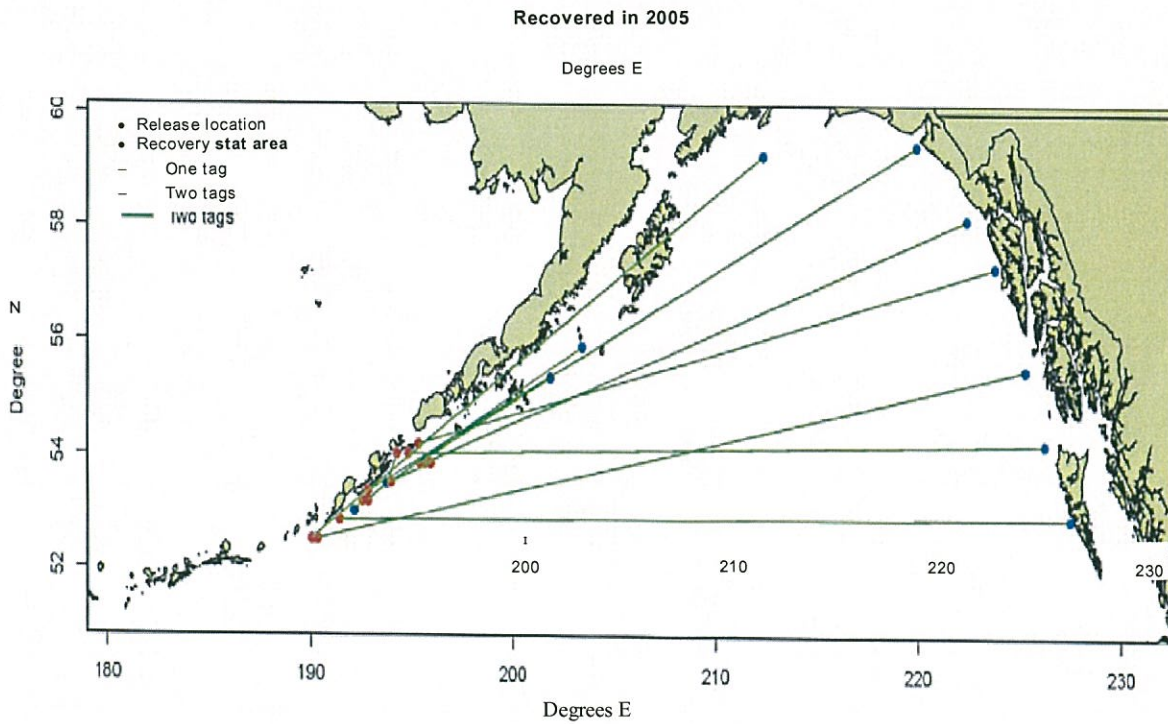 Recovered in 2005
Degrees E
60
• Release location
• Recovery stat area
– One tag
– Two tags
Two tags
58
56
Degree N
54
52
200 210 220 230
180 190 200 210 220 230
Degrees E